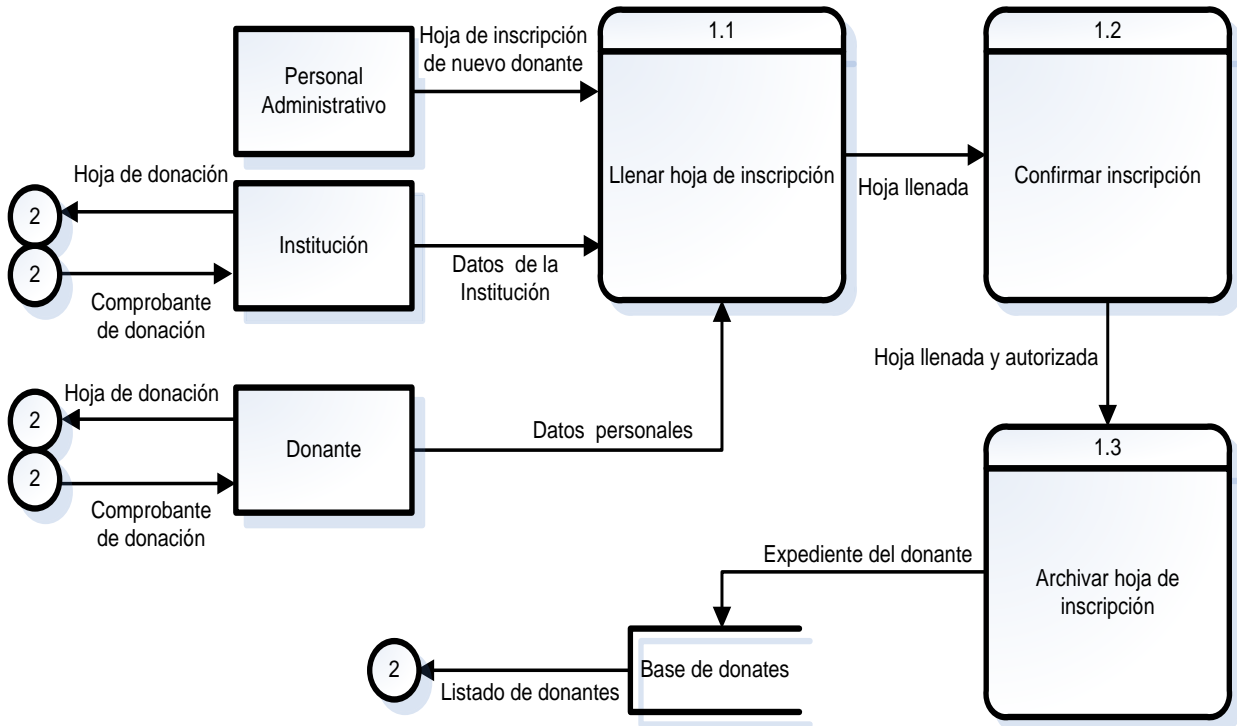 Hoja de inscripción
de nuevo donante
1.1
1.2
Personal
Administrativo
Llenar hoja de inscripción
Hoja llenada
Confirmar inscripción
Hoja de donación
2
2
Institución
Comprobante
de donación
Datos de la
Institución
Hoja llenada y autorizada
Hoja de donación
2
2
Donante
Comprobante
de donación
Datos personales
1.3
Archivar hoja de
inscripción
Expediente del donante
Base de donates
Listado de donantes
2